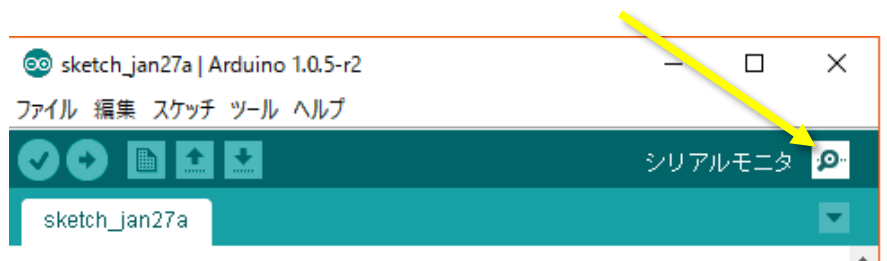 sketch_jan27a | Arduino 1.0.5-r2
ファイル 編集 スケッチ ツール ヘルプ
シリアルモニタ
sketch_jan27a